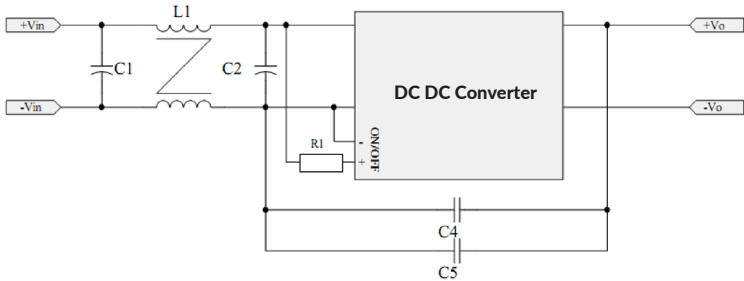 L1
+Vin
+Vo
C1
C2
DC DC Converter
-Vin
-Vo
ON/OFF
-
+
R1
C4
C5